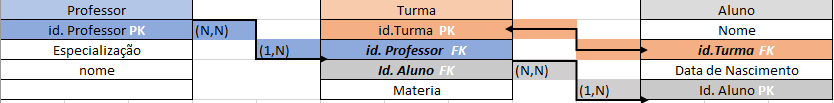 Professor Turma Aluno
id. Professor PK (N,N) id.Turma PK Nome
Especialização (1,N) id. Professor FK id.Turma FK
nome Id. Aluno FK (N,N) Data de Nascimento
Materia (1,N) Id. Aluno PK